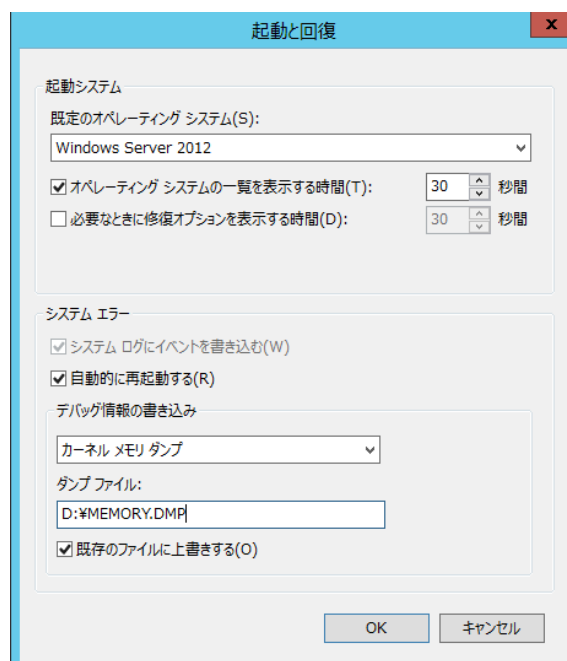 起動と回復
x
起動システム
既定のオペレーティング システム(S):
Windows Server 2012
オペレーティング システムの一覧を表示する時間(T): 30 秒間
必要なときに修復オプションを表示する時間(D): 30 秒間
システム エラー
システム ログにイベントを書き込む(W)
自動的に再起動する(R)
デバッグ情報の書き込み
カーネル メモリ ダンプ
ダンプ ファイル:
D:¥MEMORY.DMP
既存のファイルに上書きする(O)
OK キャンセル